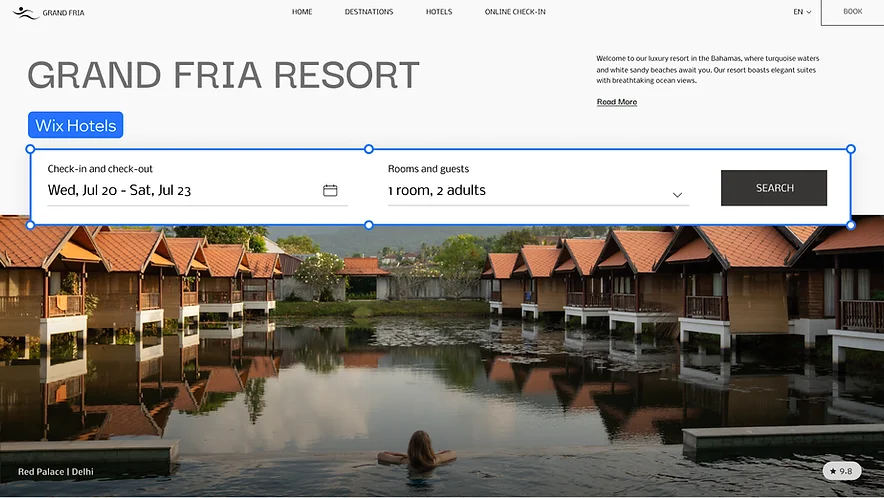 GRAND FRIA
HOME
DESTNATIONS
HOTELS
ONLINE CHECK-IN
EN
BOOK
GRAND FRIA RESORT
Welcome to our luxury resort in the Bahamas, where turquoise waters
and white sandy beaches await you. Our resort boasts elegant suites
with breathtaking ocean views.
Read More
Wix Hotels
Check-in and check-out
Wed, Jul 20 - Sat, Jul 23
Rooms and guests
1 room, 2 adults
SEARCH
Red Palace | Delhi
★ 9.8